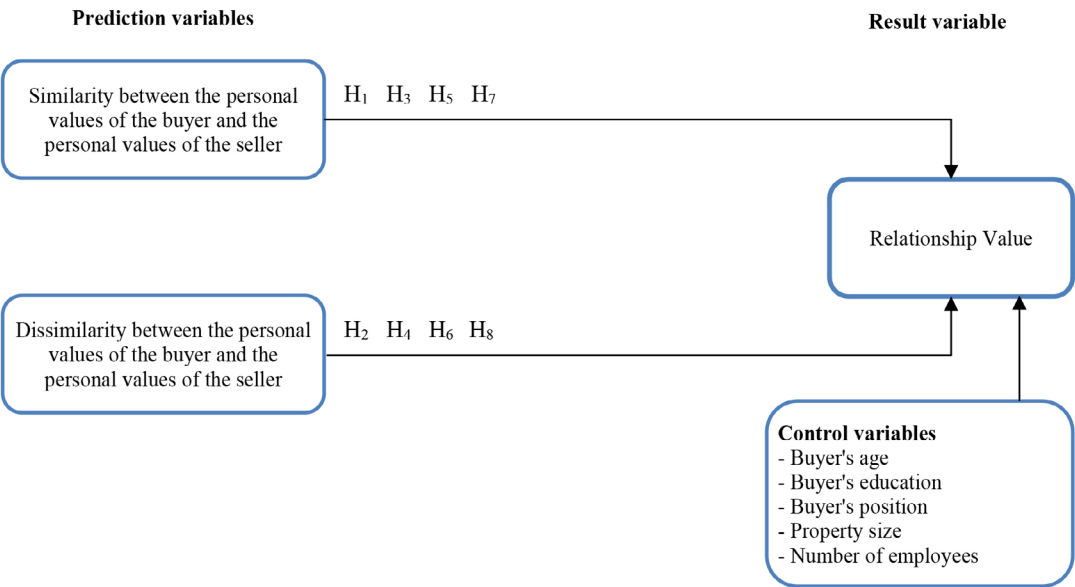 Prediction variables
Result variable
Similarity between the personal
values of the buyer and the
personal values of the seller
H₁ H₃ H₅ H₇
Relationship Value
Dissimilarity between the personal
values of the buyer and the
personal values of the seller
H₂ H₄ H₆ H₈
Control variables
- Buyer's age
- Buyer's education
- Buyer's position
- Property size
- Number of employees